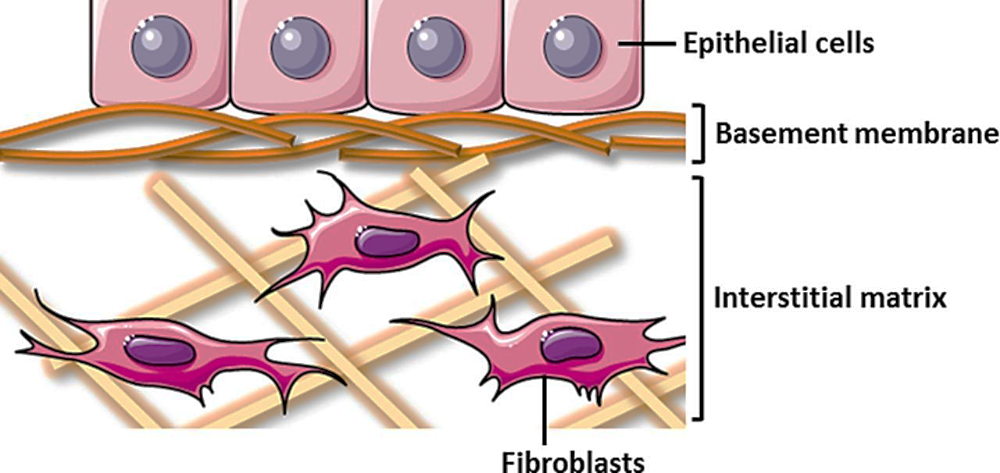 Epithelial cells
Basement membrane
Interstitial matrix
Fibroblasts